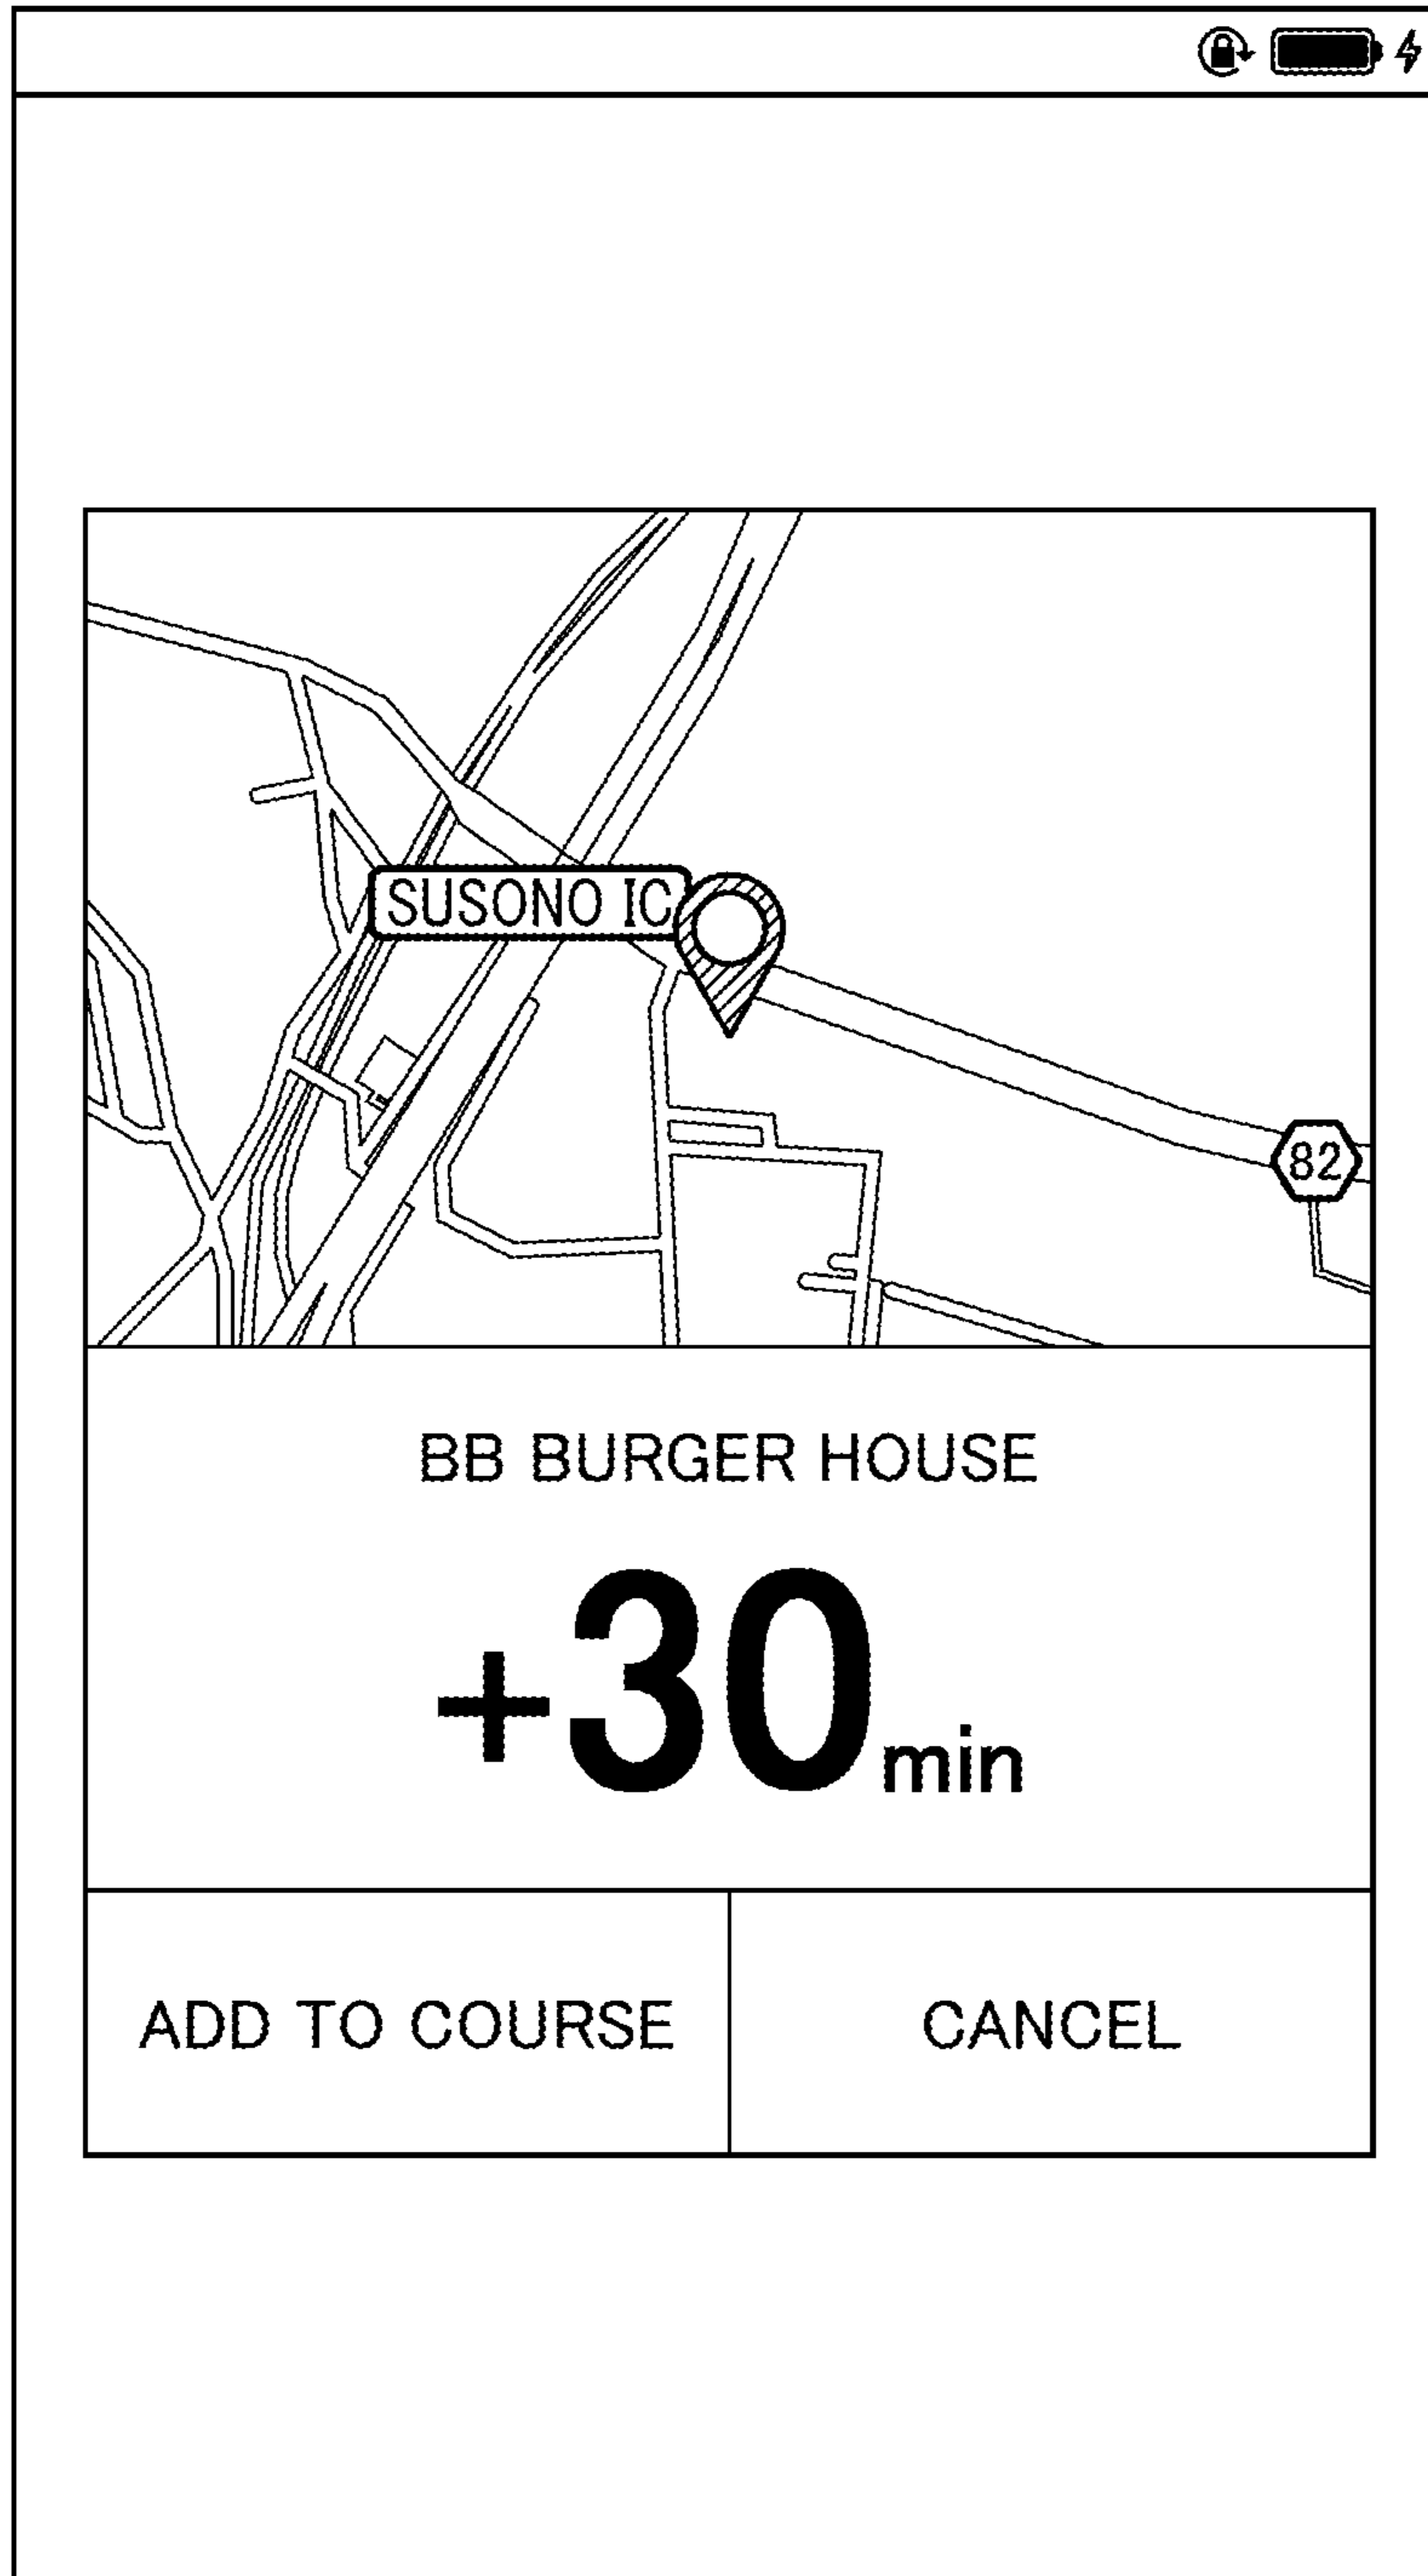 SUSONO IC
82
BB BURGER HOUSE
+30min
ADD TO COURSE
CANCEL